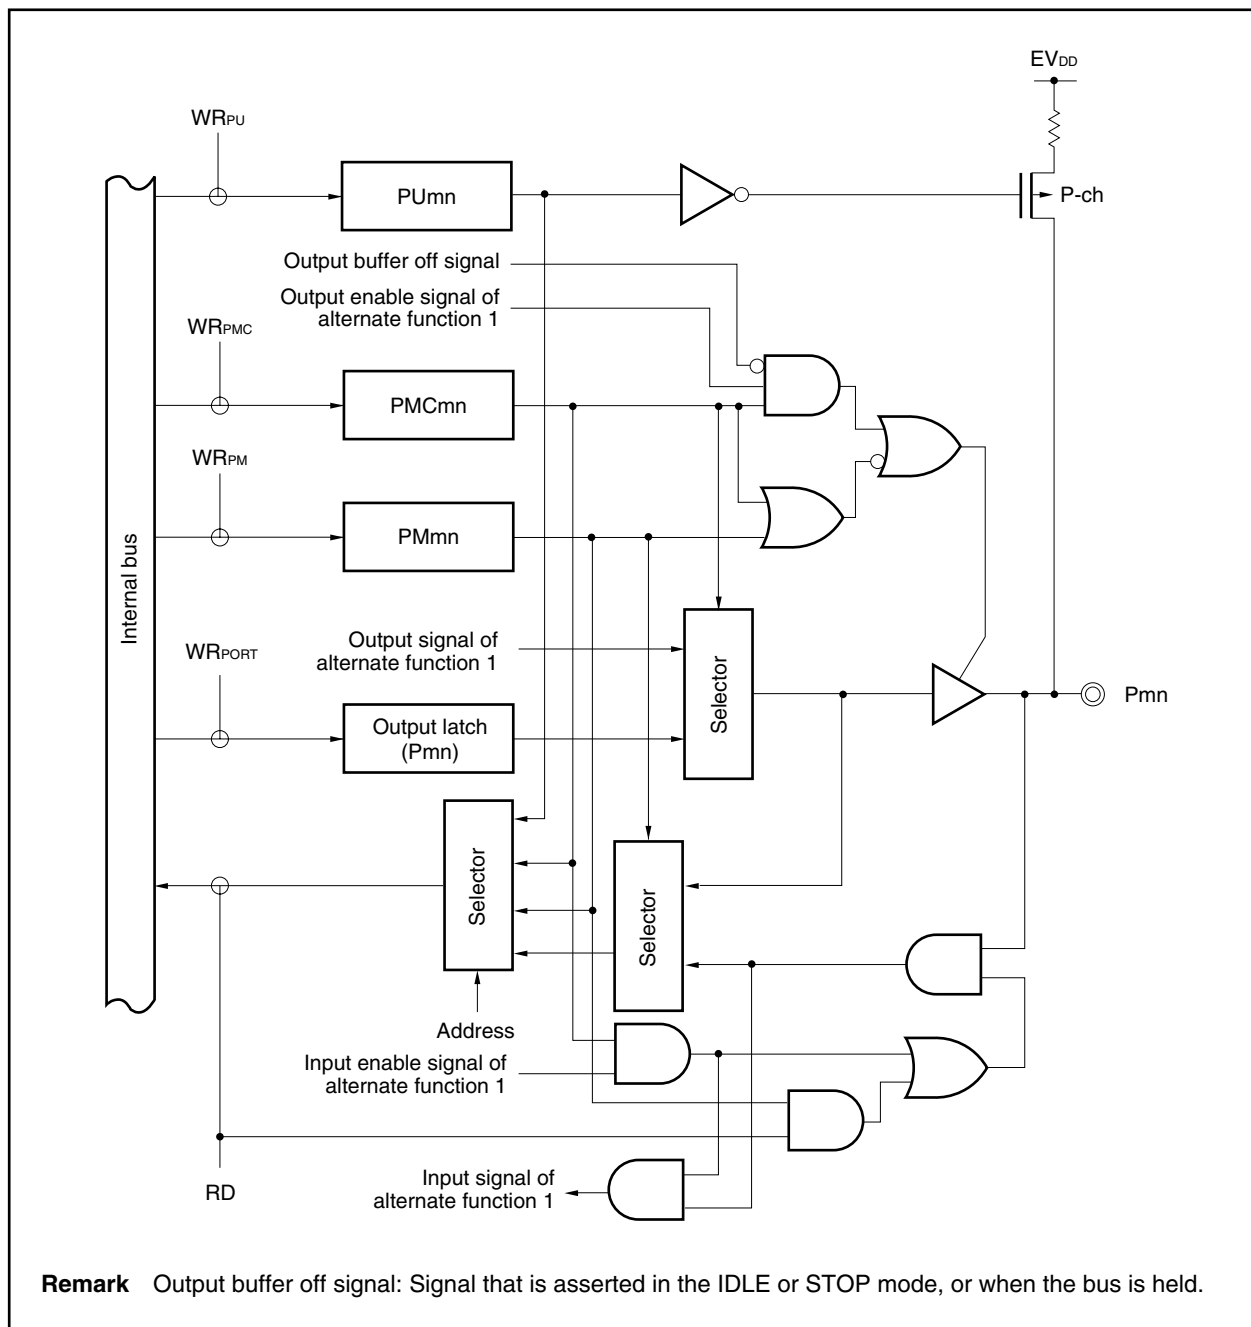 EVDD
WRPU
PUmn
P-ch
Output buffer off signal
Output enable signal of
alternate function 1
WRPMC
PMCmn
WRPM
PMmn
Internal bus
Output signal of
alternate function 1
WRPORT
Selector
Output latch
(Pmn)
Pmn
Selector
Selector
Address
Input enable signal of
alternate function 1
RD
Input signal of
alternate function 1
Remark Output buffer off signal: Signal that is asserted in the IDLE or STOP mode, or when the bus is held.